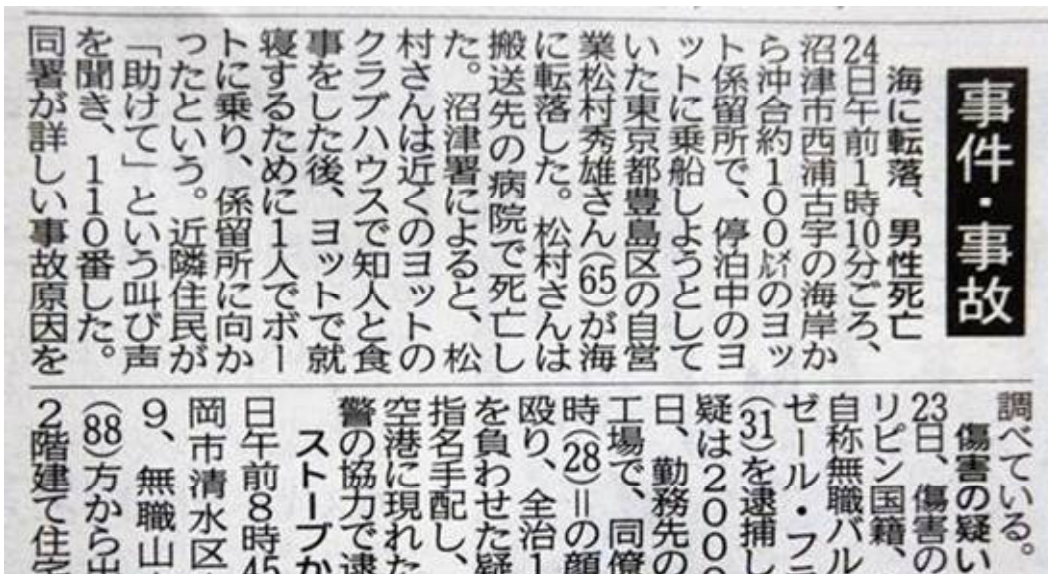 事件・事故
海に転落、男性死亡
24日午前1時10分ごろ、
沼津市西浦古宇の海岸か
ら沖合約100㍍のヨッ
ト係留所で、停泊中のヨ
ットに乗船しようとして
いた東京都豊島区の自営
業松村秀雄さん(65)が海
に転落した。松村さんは
搬送先の病院で死亡し
た。沼津署によると、松
村さんは近くのヨットの
クラブハウスで知人と食
事をした後、ヨットで就
寝するために1人でボー
トに乗り、係留所に向か
ったという。近隣住民が
「助けて」という叫び声
を聞き、110番した。
同署が詳しい事故原因を
調べている。
傷害の疑い
23日、傷害の
リピン国籍、
自称無職バル
ゼール・フラ
(31)を逮捕し
疑は200
日、勤務先の
工場で、同僚
時(28)=の顔
殴り、全治1
を負わせた疑
指名手配し、
空港に現れた
警の協力で逮
ストーブか
日午前8時45
岡市清水区
9、無職山
(88)方から出
2階建て住宅